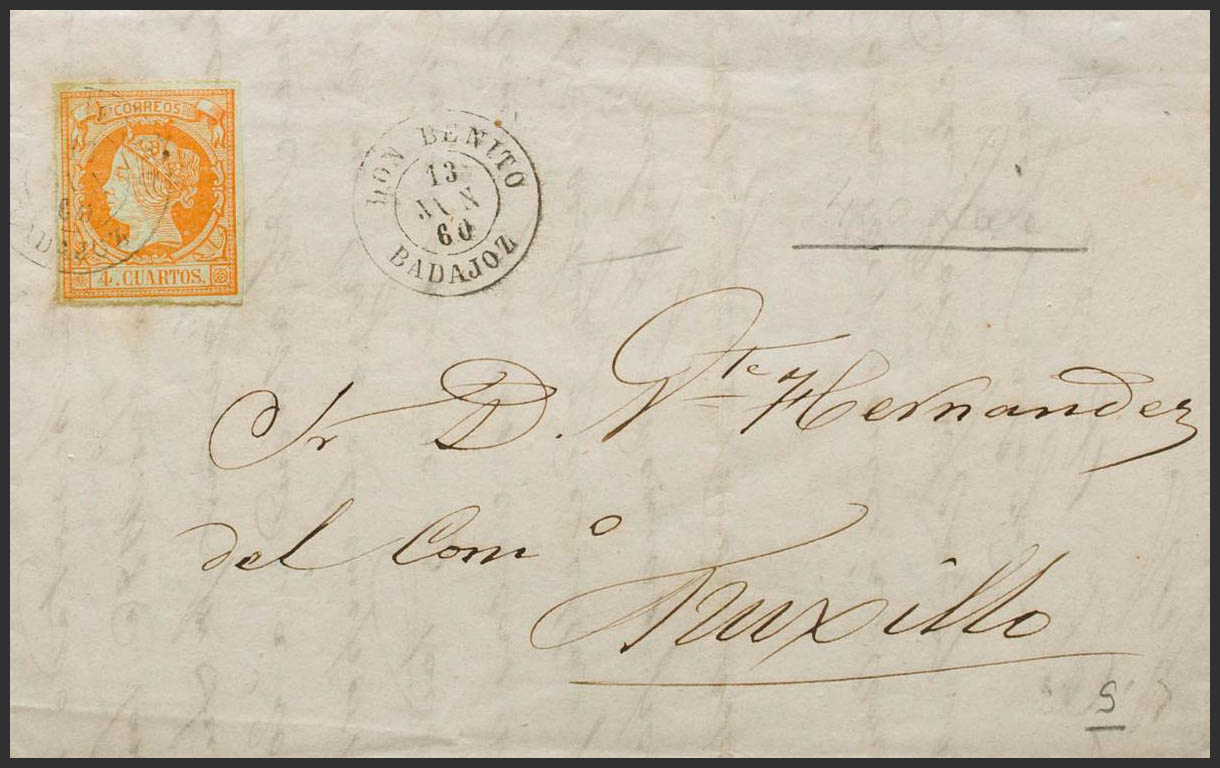 CORREOS
4. CUARTOS.
DON BENITO
13
JUN
60
BADAJOZ
Sr D. Vte Hernandez
del Como
Truxillo
S